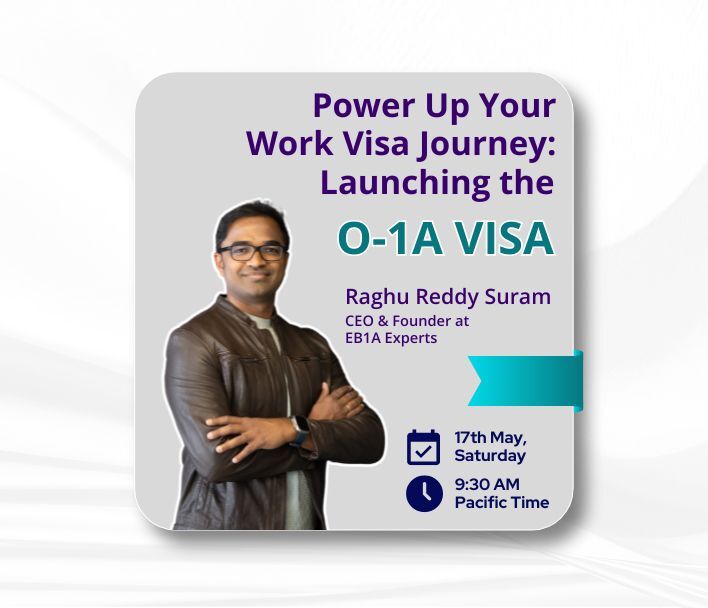 Power Up Your
Work Visa Journey:
Launching the
O-1A VISA
Raghu Reddy Suram
CEO & Founder at
EB1A Experts
17th May,
Saturday
9:30 AM
Pacific Time